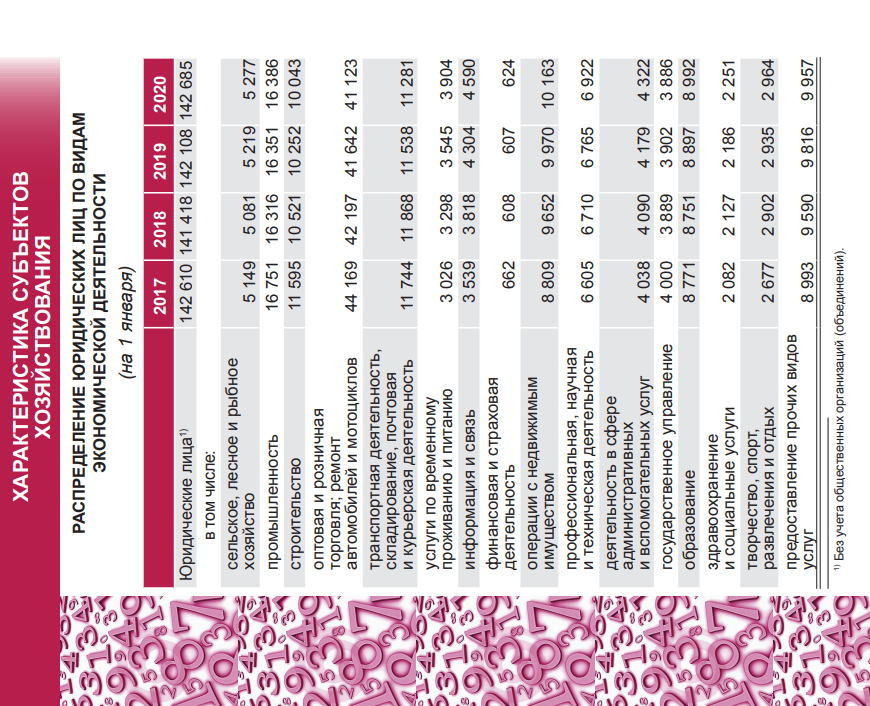 ХАРАКТЕРИСТИКА СУБЪЕКТОВ
ХОЗЯЙСТВОВАНИЯ
РАСПРЕДЕЛЕНИЕ ЮРИДИЧЕСКИХ ЛИЦ ПО ВИДАМ
ЭКОНОМИЧЕСКОЙ ДЕЯТЕЛЬНОСТИ
(на 1 января)
2017 2018 2019 2020
Юридические лица¹⁾ 142 610 141 418 142 108 142 685
в том числе:
сельское, лесное и рыбное
хозяйство 5 149 5 081 5 219 5 277
промышленность 16 751 16 316 16 351 16 386
строительство 11 595 10 521 10 252 10 043
оптовая и розничная
торговля; ремонт
автомобилей и мотоциклов 44 169 42 197 41 642 41 123
транспортная деятельность,
складирование, почтовая
и курьерская деятельность 11 744 11 868 11 538 11 281
услуги по временному
проживанию и питанию 3 026 3 298 3 545 3 904
информация и связь 3 539 3 818 4 304 4 590
финансовая и страховая
деятельность 662 608 607 624
операции с недвижимым
имуществом 8 809 9 652 9 970 10 163
профессиональная, научная
и техническая деятельность 6 605 6 710 6 765 6 922
деятельность в сфере
административных
и вспомогательных услуг 4 038 4 090 4 179 4 322
государственное управление 4 000 3 889 3 902 3 886
образование 8 771 8 751 8 897 8 992
здравоохранение
и социальные услуги 2 082 2 127 2 186 2 251
творчество, спорт,
развлечения и отдых 2 677 2 902 2 935 2 964
предоставление прочих видов
услуг 8 993 9 590 9 816 9 957
¹⁾ Без учета общественных организаций (объединений).